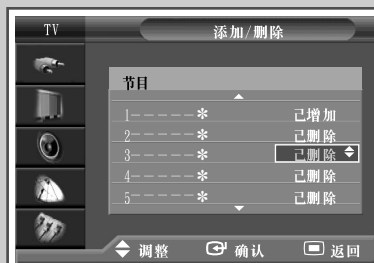 TV 添加/删除
节目
1-----* 已增加
2-----* 已删除
3-----* 已删除
4-----* 已删除
5-----* 已删除
调整 确认 返回